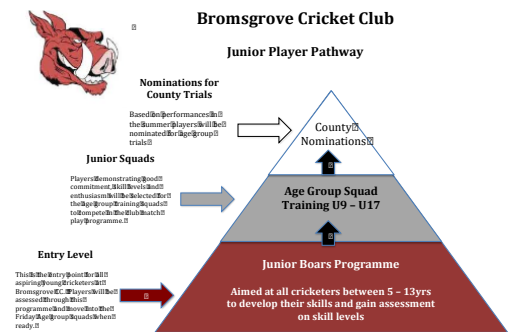 Bromsgrove Cricket Club
Junior Player Pathway
Nominations for
County Trials
Based on performances in
the summer players will be
nominated for age group
trials
County
Nominations
Junior Squads
Players demonstrating good
commitment, skill levels and
enthusiasm will be selected for
the age group training squads
to compete in the club match
play programme.
Age Group Squad
Training U9 – U17
Entry Level
This is the entry point for all
aspiring young cricketers at
Bromsgrove CC. Players will be
assessed through this
programme and move into the
Friday Age group squads when
ready.
Junior Boars Programme
Aimed at all cricketers between 5 – 13yrs
to develop their skills and gain assessment
on skill levels